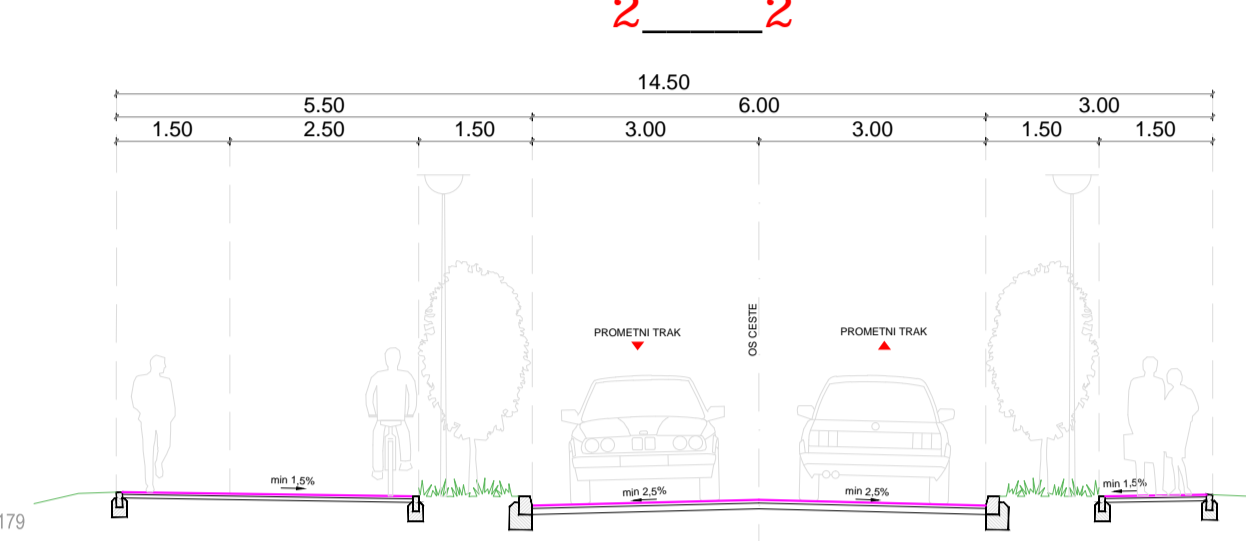 2____2
14.50
5.50 6.00 3.00
1.50 2.50 1.50 3.00 3.00 1.50 1.50
OS CESTE
PROMETNI TRAK PROMETNI TRAK
min 1,5% min 2,5% min 2,5% min 1,5%
179